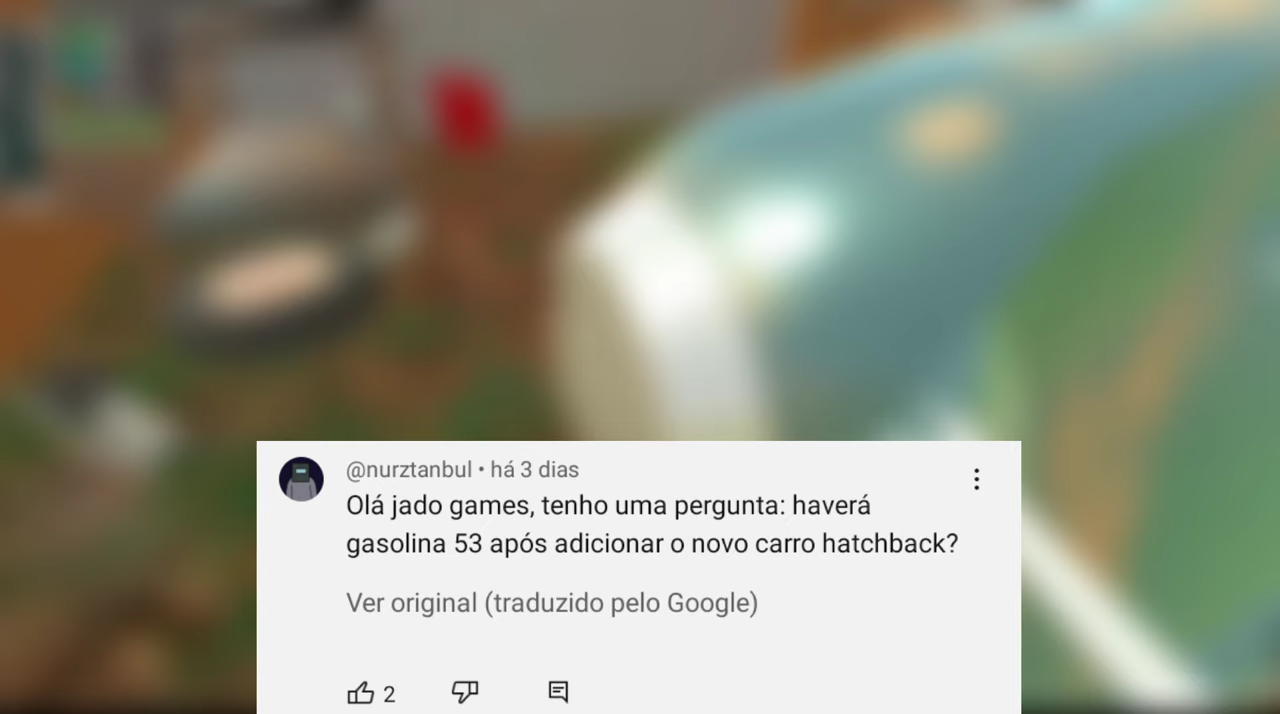 @nurztanbul • há 3 dias
Olá jado games, tenho uma pergunta: haverá
gasolina 53 após adicionar o novo carro hatchback?
Ver original (traduzido pelo Google)
2